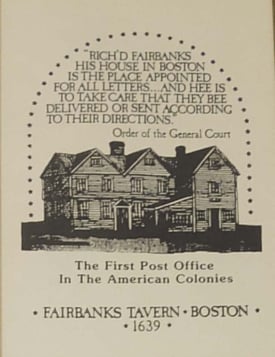 "RICH'D FAIRBANKS
HIS HOUSE IN BOSTON
IS THE PLACE APPOINTED
FOR ALL LETTERS...AND HEE IS
TO TAKE CARE THAT THEY BEE
DELIVERED OR SENT ACCORDING
TO THEIR DIRECTIONS."
Order of the General Court
The First Post Office
In The American Colonies
• FAIRBANKS TAVERN • BOSTON •
• 1639 •